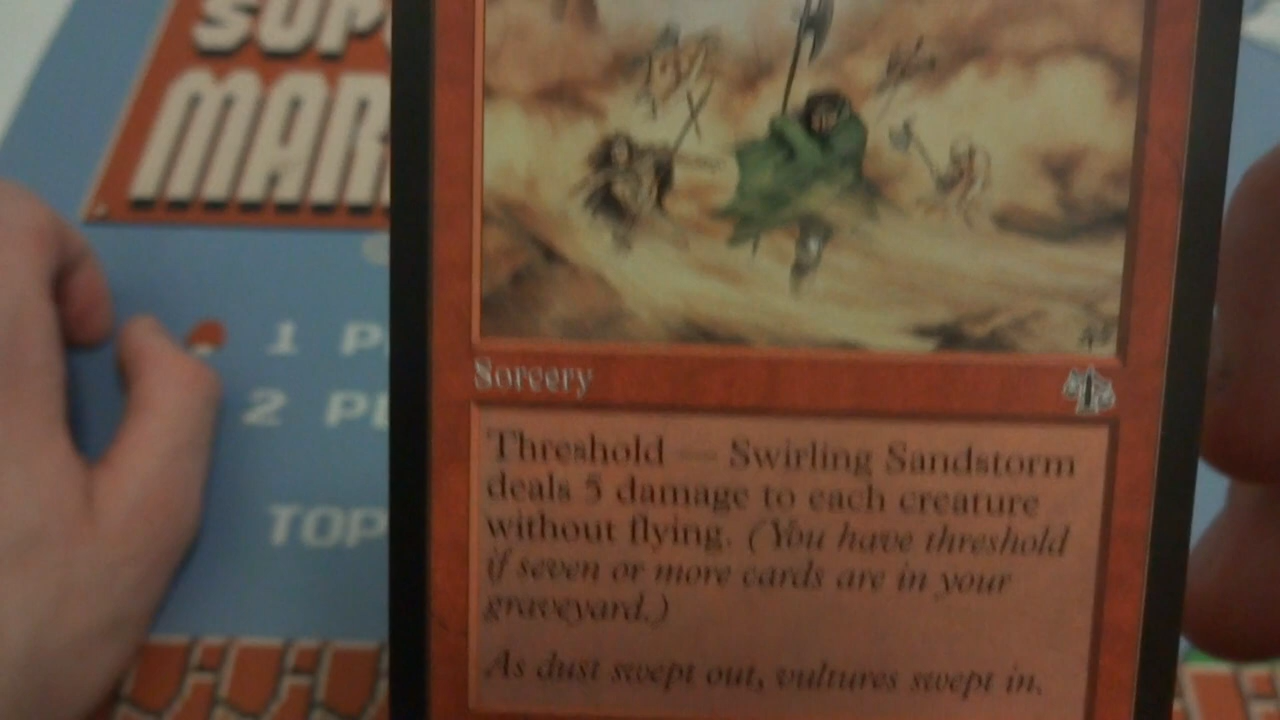 SUP
MAR
1 P
2 PL
TOP
Sorcery
Threshold — Swirling Sandstorm
deals 5 damage to each creature
without flying. (You have threshold
if seven or more cards are in your
graveyard.)
As dust swept out, vultures swept in.